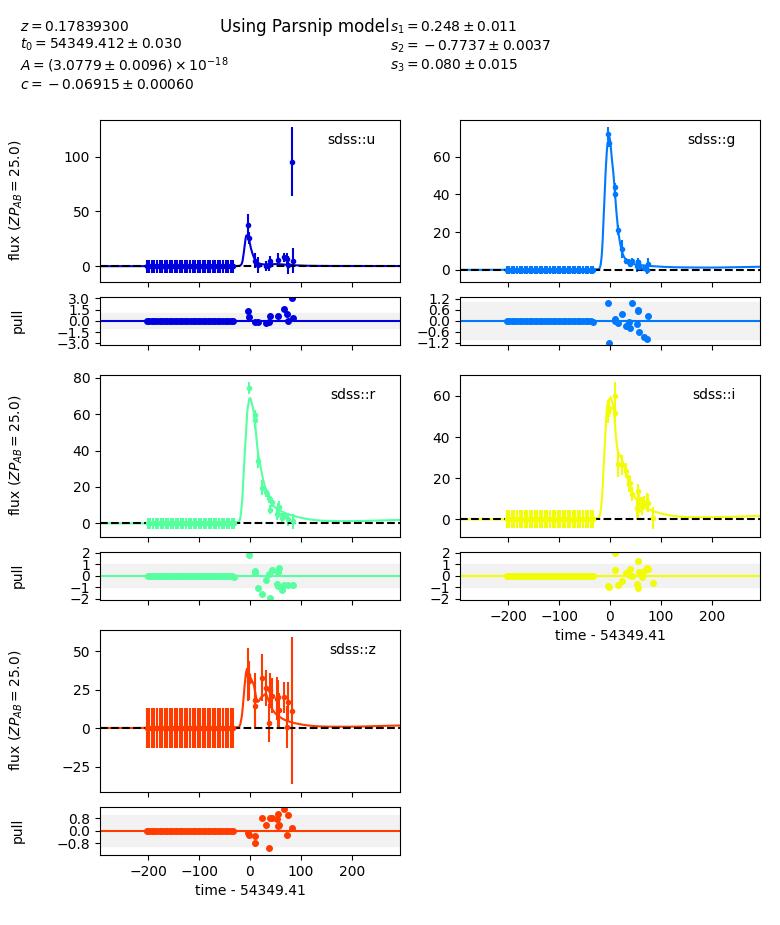 Using Parsnip model
z = 0.17839300
t0 = 54349.412 ± 0.030
A = (3.0779 ± 0.0096) × 10^−18
c = −0.06915 ± 0.00060
s1 = 0.248 ± 0.011
s2 = −0.7737 ± 0.0037
s3 = 0.080 ± 0.015
flux (ZP_AB = 25.0)
100
50
0
sdss::u
60
40
20
0
sdss::g
pull
3.0
1.5
0.0
−1.5
−3.0
1.2
0.6
0.0
−0.6
−1.2
flux (ZP_AB = 25.0)
80
60
40
20
0
sdss::r
60
40
20
0
sdss::i
pull
2
1
0
−1
−2
2
1
0
−1
−2
−200 −100 0 100 200
time - 54349.41
flux (ZP_AB = 25.0)
50
25
0
−25
sdss::z
pull
0.8
0.0
−0.8
−200 −100 0 100 200
time - 54349.41